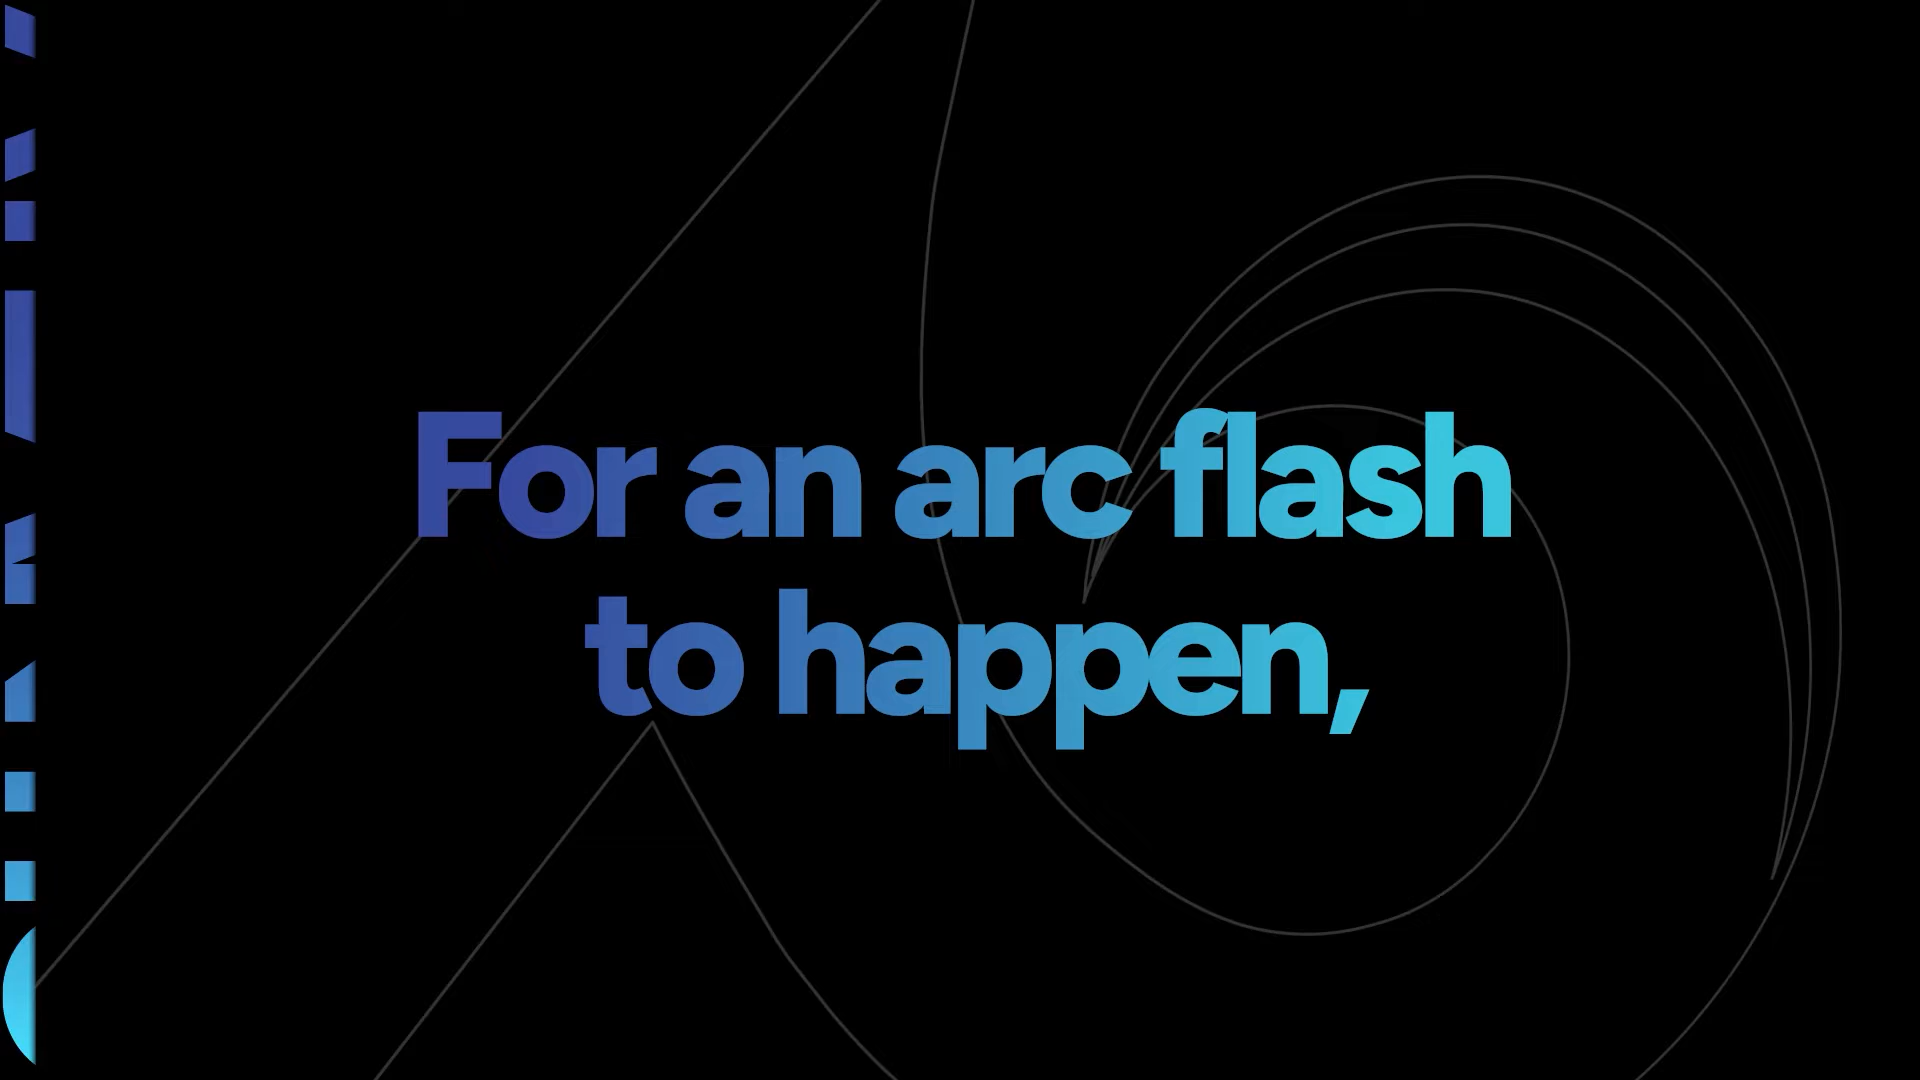 For an arc flash
to happen,